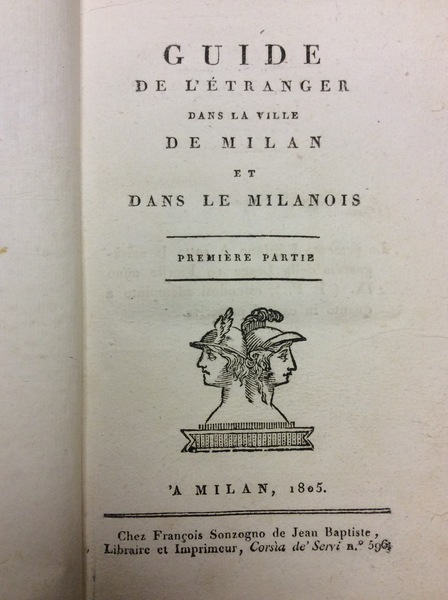 GUIDE
DE L'ÉTRANGER
DANS LA VILLE
DE MILAN
ET
DANS LE MILANOIS
PREMIÈRE PARTIE
'A MILAN, 1805.
Chez François Sonzogno de Jean Baptiste,
Libraire et Imprimeur, Corsìa de' Servi n.º 596